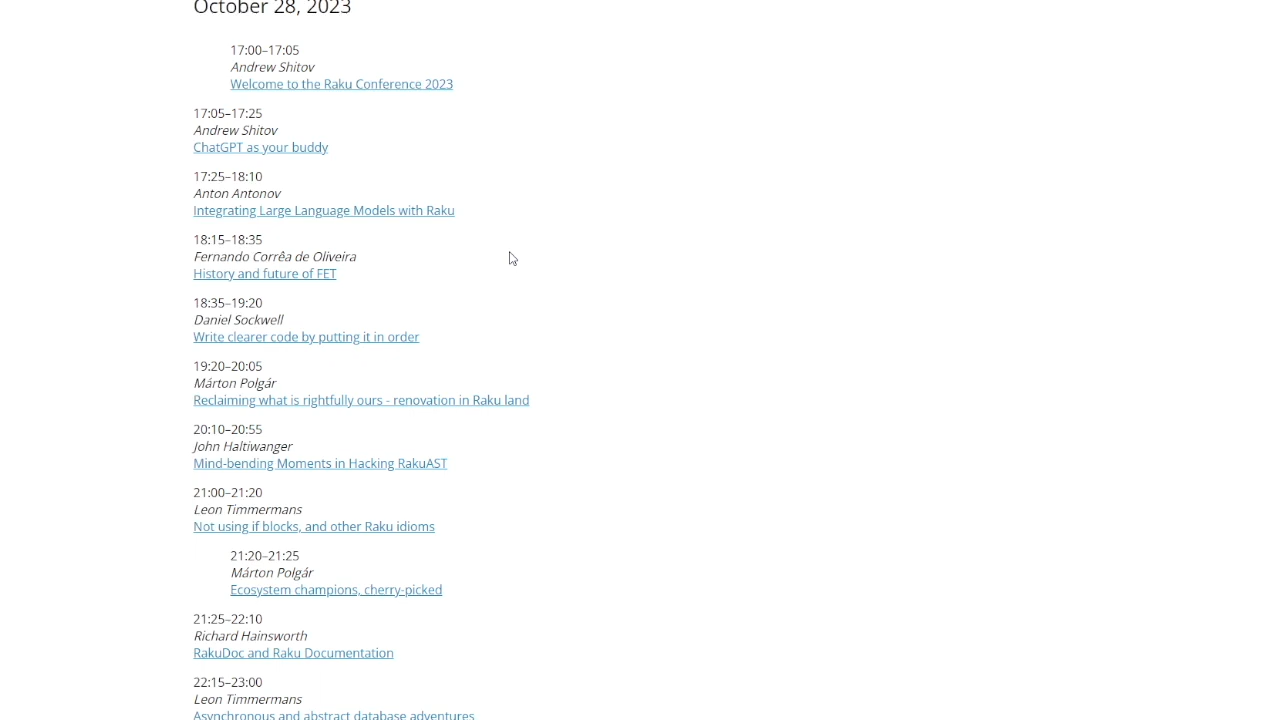 October 28, 2023
17:00–17:05
Andrew Shitov
Welcome to the Raku Conference 2023
17:05–17:25
Andrew Shitov
ChatGPT as your buddy
17:25–18:10
Anton Antonov
Integrating Large Language Models with Raku
18:15–18:35
Fernando Corrêa de Oliveira
History and future of FET
18:35–19:20
Daniel Sockwell
Write clearer code by putting it in order
19:20–20:05
Márton Polgár
Reclaiming what is rightfully ours - renovation in Raku land
20:10–20:55
John Haltiwanger
Mind-bending Moments in Hacking RakuAST
21:00–21:20
Leon Timmermans
Not using if blocks, and other Raku idioms
21:20–21:25
Márton Polgár
Ecosystem champions, cherry-picked
21:25–22:10
Richard Hainsworth
RakuDoc and Raku Documentation
22:15–23:00
Leon Timmermans
Asynchronous and abstract database adventures